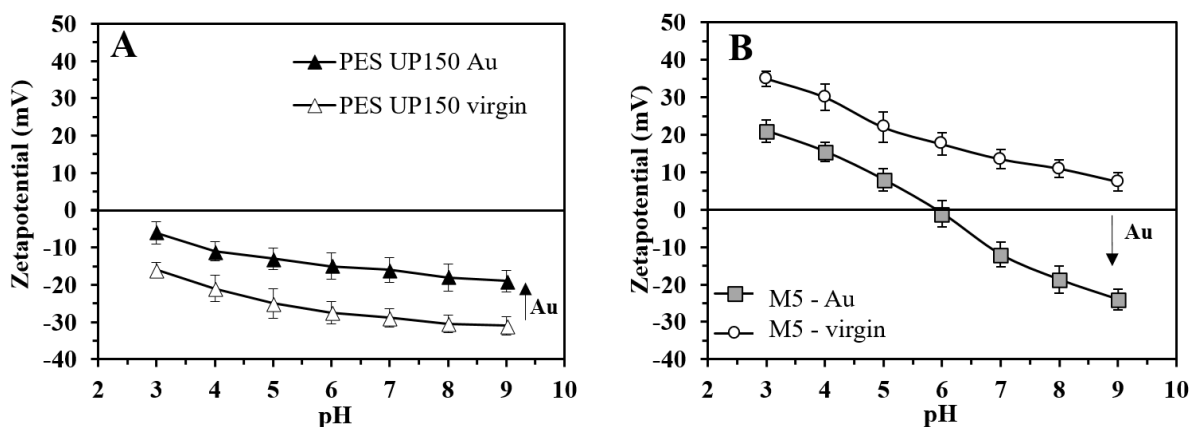 A
PES UP150 Au
PES UP150 virgin
Zetapotential (mV)
50
40
30
20
10
0
-10
-20
-30
-40
Au
2 3 4 5 6 7 8 9 10
pH
B
Zetapotential (mV)
50
40
30
20
10
0
-10
-20
-30
-40
Au
M5 - Au
M5 - virgin
2 3 4 5 6 7 8 9 10
pH